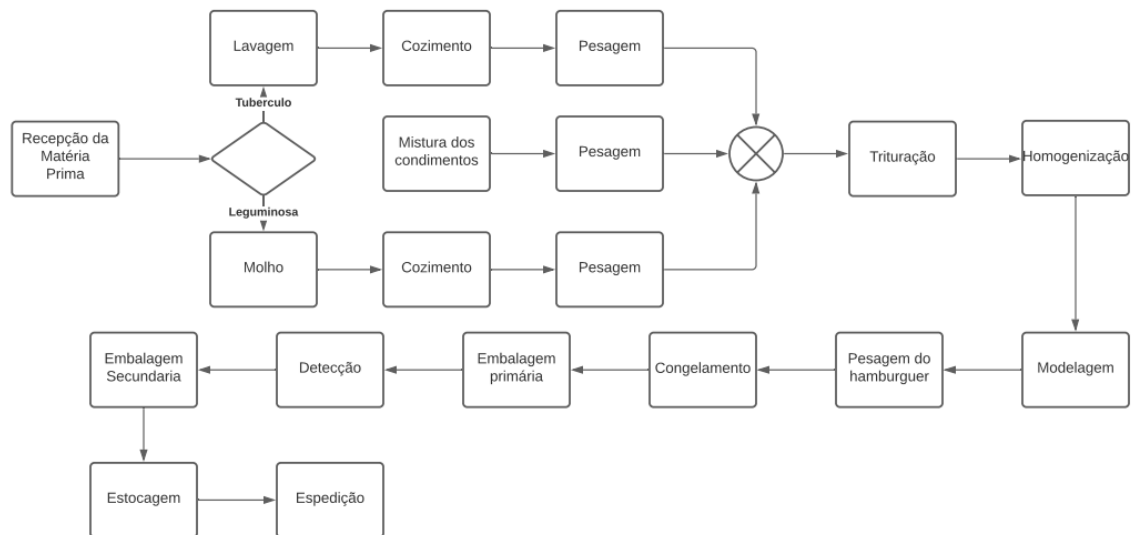 Lavagem
Cozimento
Pesagem
Tuberculo
Recepção da
Matéria
Prima
Mistura dos
condimentos
Pesagem
Trituração
Homogenização
Leguminosa
Molho
Cozimento
Pesagem
Embalagem
Secundaria
Detecção
Embalagem
primária
Congelamento
Pesagem do
hamburguer
Modelagem
Estocagem
Espedição